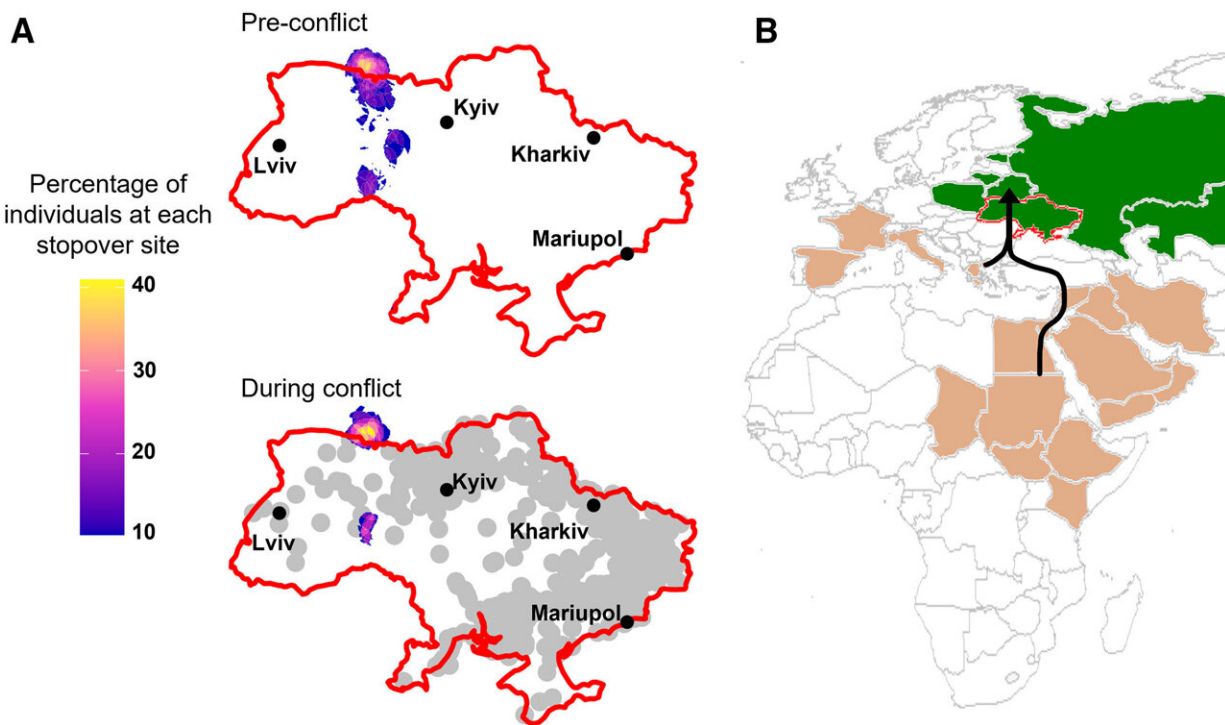 A
Pre-conflict
Kyiv
Lviv
Kharkiv
Mariupol
Percentage of
individuals at each
stopover site
40
30
20
10
During conflict
Kyiv
Lviv
Kharkiv
Mariupol
B